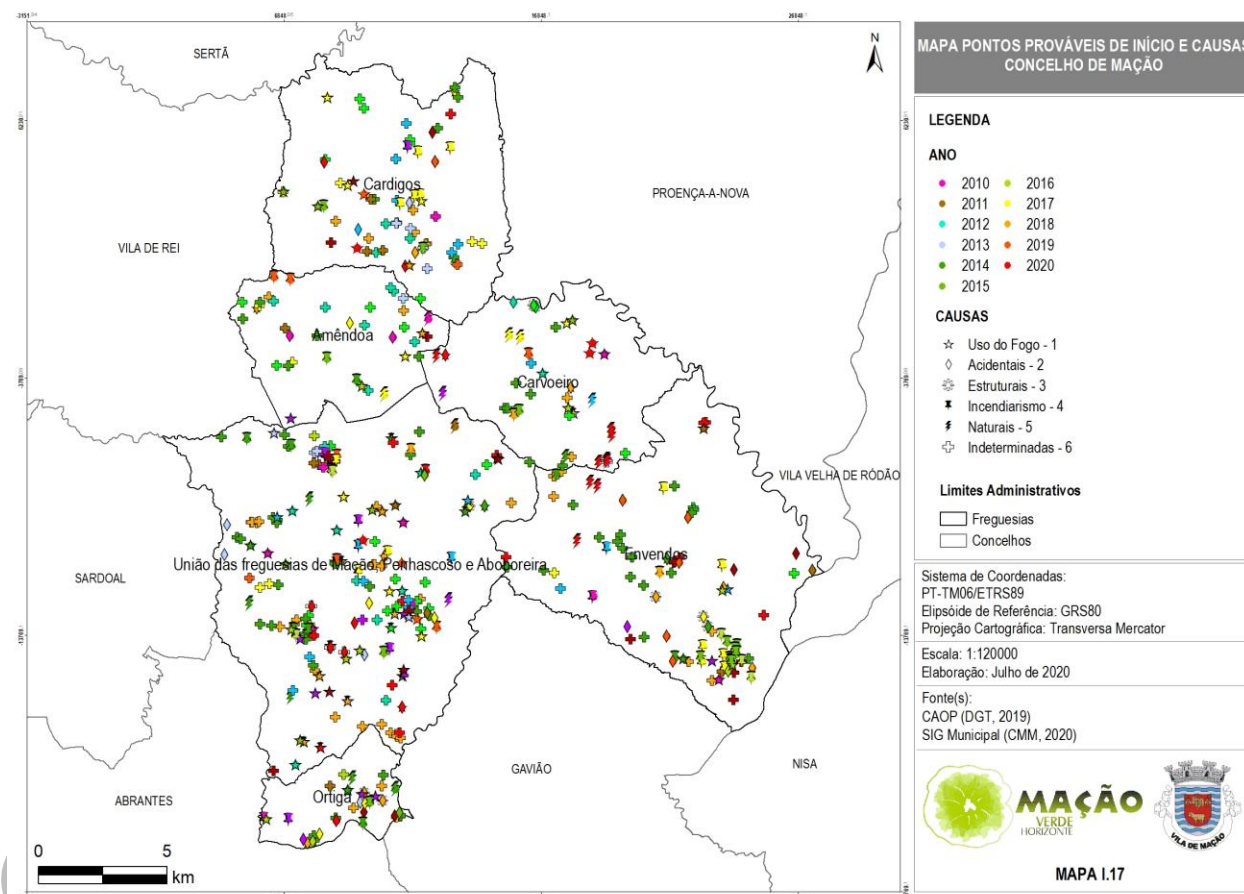 MAPA PONTOS PROVÁVEIS DE INÍCIO E CAUSAS
CONCELHO DE MAÇÃO
LEGENDA
ANO
2010 2016
2011 2017
2012 2018
2013 2019
2014 2020
2015
CAUSAS
Uso do Fogo - 1
Acidentais - 2
Estruturais - 3
Incendiarismo - 4
Naturais - 5
Indeterminadas - 6
Limites Administrativos
Freguesias
Concelhos
Sistema de Coordenadas:
PT-TM06/ETRS89
Elipsóide de Referência: GRS80
Projeção Cartográfica: Transversa Mercator
Escala: 1:120000
Elaboração: Julho de 2020
Fonte(s):
CAOP (DGT, 2019)
SIG Municipal (CMM, 2020)
MAÇÃO
VERDE
HORIZONTE
VILA DE MAÇÃO
MAPA I.17
N
SERTÃ
PROENÇA-A-NOVA
Cardigos
VILA DE REI
Amêndoa
Carvoeiro
VILA VELHA DE RÓDÃO
Envendos
União das freguesias de Mação, Penhascoso e Aboboreira
SARDOAL
GAVIÃO
NISA
ABRANTES
Ortiga
0 5
km